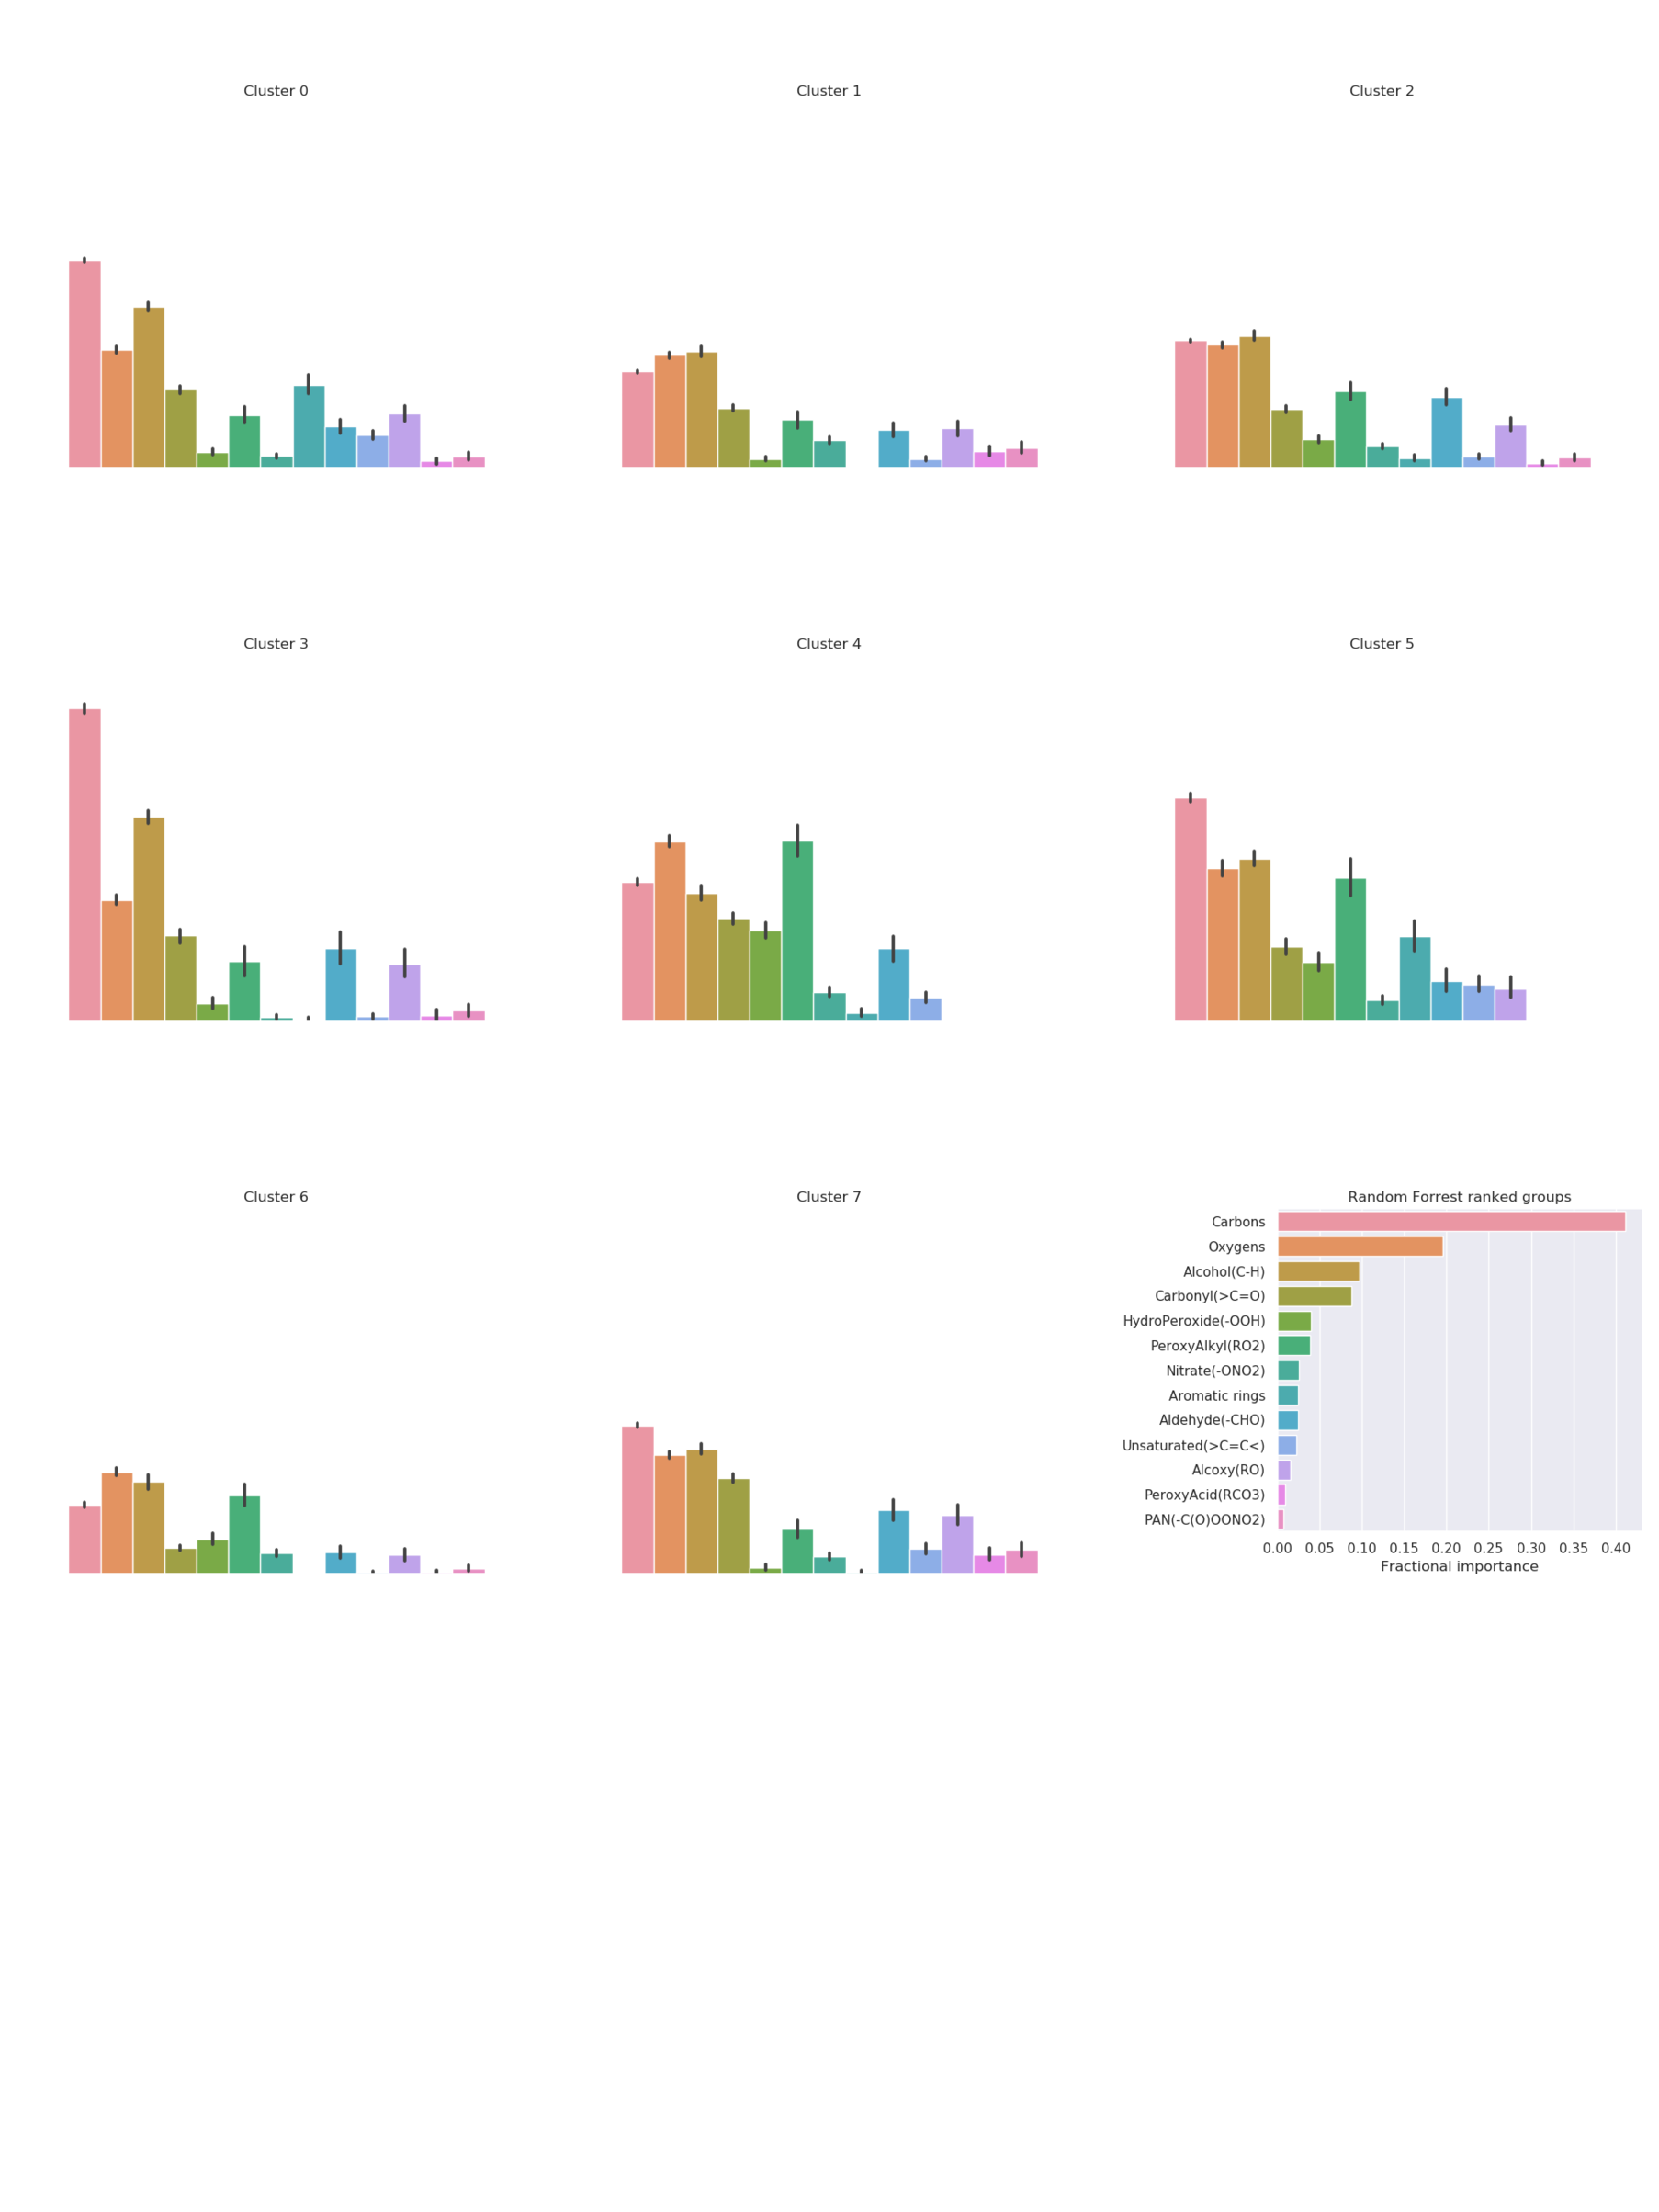 Cluster 0
Cluster 1
Cluster 2
Cluster 3
Cluster 4
Cluster 5
Cluster 6
Cluster 7
Random Forrest ranked groups
Carbons
Oxygens
Alcohol(C-H)
Carbonyl(>C=O)
HydroPeroxide(-OOH)
PeroxyAlkyl(RO2)
Nitrate(-ONO2)
Aromatic rings
Aldehyde(-CHO)
Unsaturated(>C=C<)
Alcoxy(RO)
PeroxyAcid(RCO3)
PAN(-C(O)OONO2)
0.00 0.05 0.10 0.15 0.20 0.25 0.30 0.35 0.40
Fractional importance